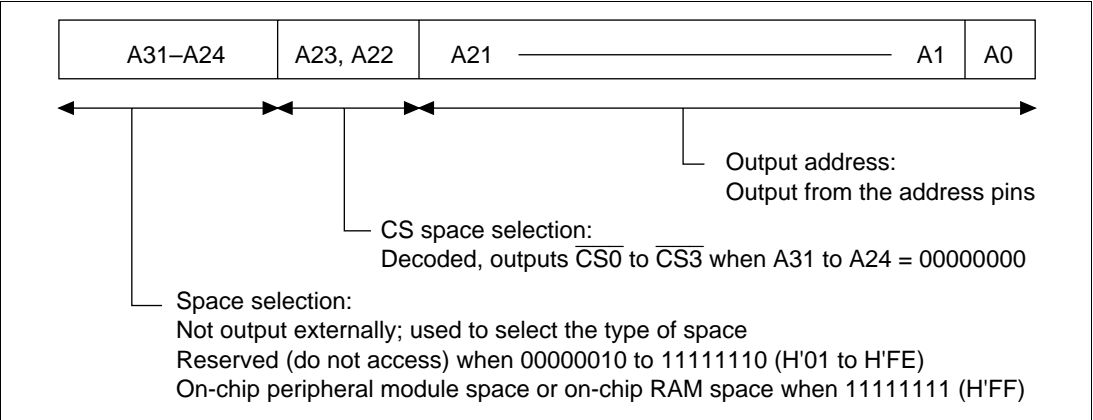 A31–A24 A23, A22 A21 A1 A0
Output address:
Output from the address pins
CS space selection:
Decoded, outputs C̅S̅0̅ to C̅S̅3̅ when A31 to A24 = 00000000
Space selection:
Not output externally; used to select the type of space
Reserved (do not access) when 00000010 to 11111110 (H'01 to H'FE)
On-chip peripheral module space or on-chip RAM space when 11111111 (H'FF)